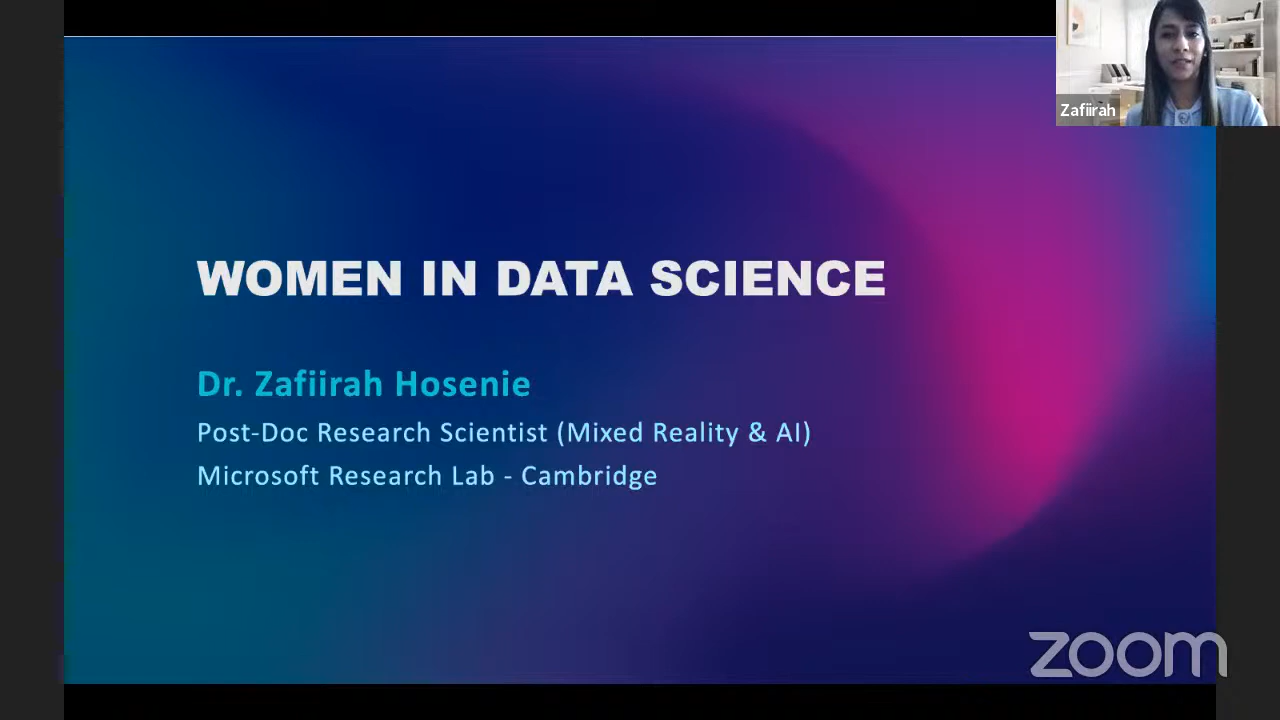 Zafiirah
WOMEN IN DATA SCIENCE
Dr. Zafiirah Hosenie
Post-Doc Research Scientist (Mixed Reality & AI)
Microsoft Research Lab - Cambridge
zoom